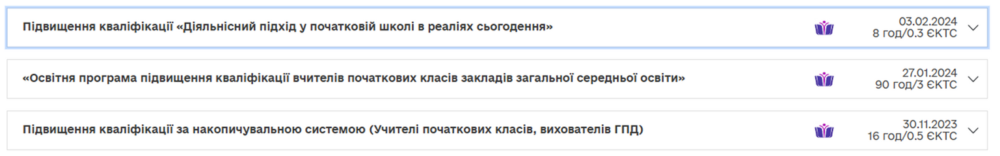 Підвищення кваліфікації «Діяльнісний підхід у початковій школі в реаліях сьогодення»
03.02.2024
8 год/0.3 ЄКТС
«Освітня програма підвищення кваліфікації вчителів початкових класів закладів загальної середньої освіти»
27.01.2024
90 год/3 ЄКТС
Підвищення кваліфікації за накопичувальною системою (Учителі початкових класів, вихователів ГПД)
30.11.2023
16 год/0.5 ЄКТС